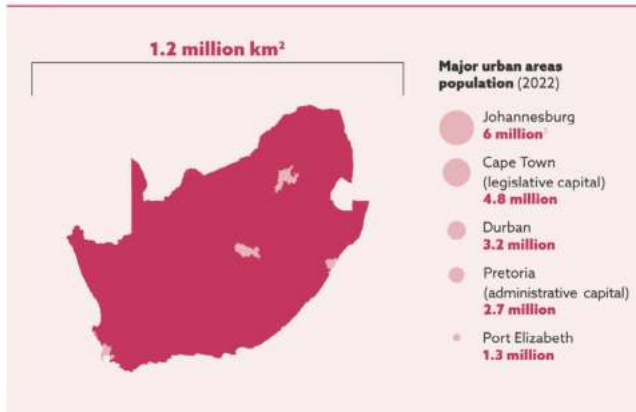 1.2 million km²
Major urban areas
population (2022)
Johannesburg
6 million
Cape Town
(legislative capital)
4.8 million
Durban
3.2 million
Pretoria
(administrative capital)
2.7 million
Port Elizabeth
1.3 million